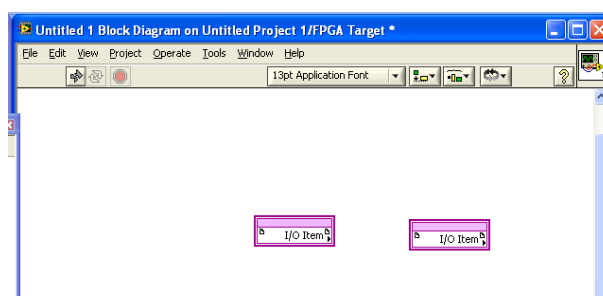 Untitled 1 Block Diagram on Untitled Project 1/FPGA Target *
File Edit View Project Operate Tools Window Help
13pt Application Font
I/O Item
I/O Item